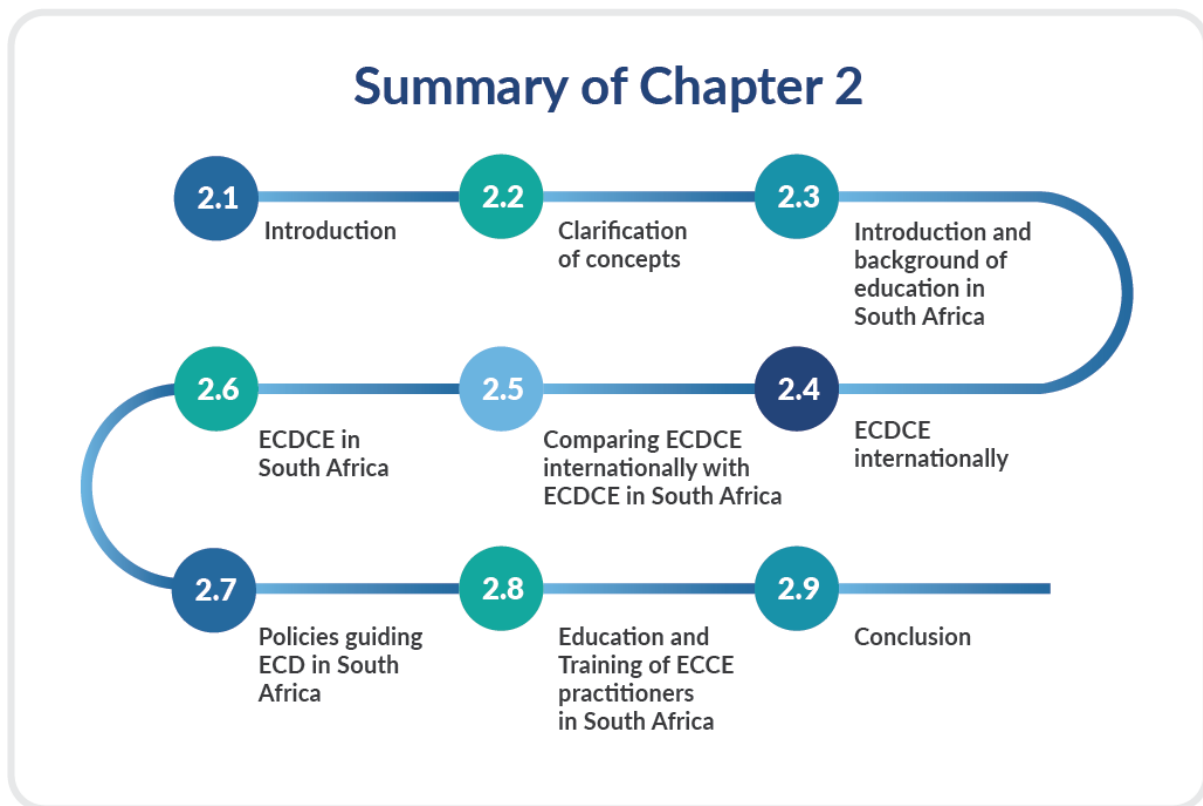 Summary of Chapter 2
2.1
Introduction
2.2
Clarification
of concepts
2.3
Introduction and
background of
education in
South Africa
2.4
ECDCE
internationally
2.5
Comparing ECDCE
internationally with
ECDCE in South Africa
2.6
ECDCE in
South Africa
2.7
Policies guiding
ECD in South
Africa
2.8
Education and
Training of ECCE
practitioners
in South Africa
2.9
Conclusion